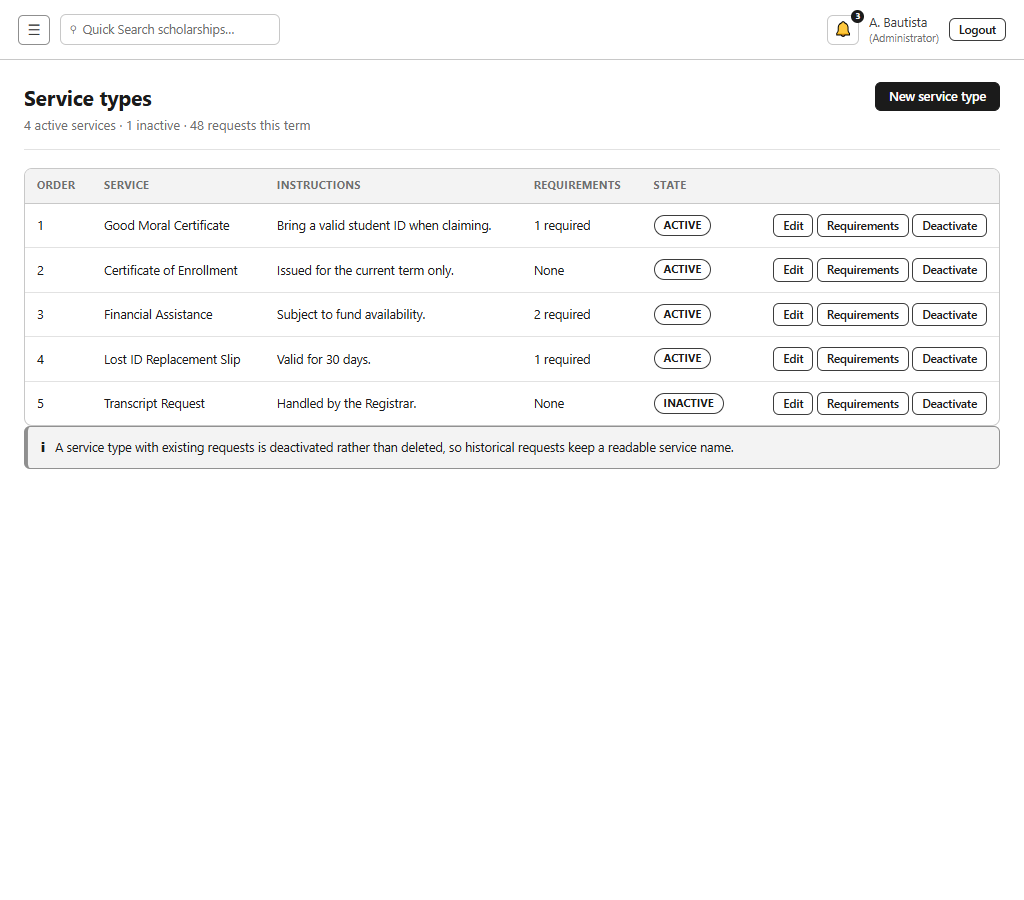 ☰ Quick Search scholarships... 3 A. Bautista Logout
(Administrator)
Service types New service type
4 active services · 1 inactive · 48 requests this term
ORDER SERVICE INSTRUCTIONS REQUIREMENTS STATE
1 Good Moral Certificate Bring a valid student ID when claiming. 1 required ACTIVE Edit Requirements Deactivate
2 Certificate of Enrollment Issued for the current term only. None ACTIVE Edit Requirements Deactivate
3 Financial Assistance Subject to fund availability. 2 required ACTIVE Edit Requirements Deactivate
4 Lost ID Replacement Slip Valid for 30 days. 1 required ACTIVE Edit Requirements Deactivate
5 Transcript Request Handled by the Registrar. None INACTIVE Edit Requirements Deactivate
i A service type with existing requests is deactivated rather than deleted, so historical requests keep a readable service name.